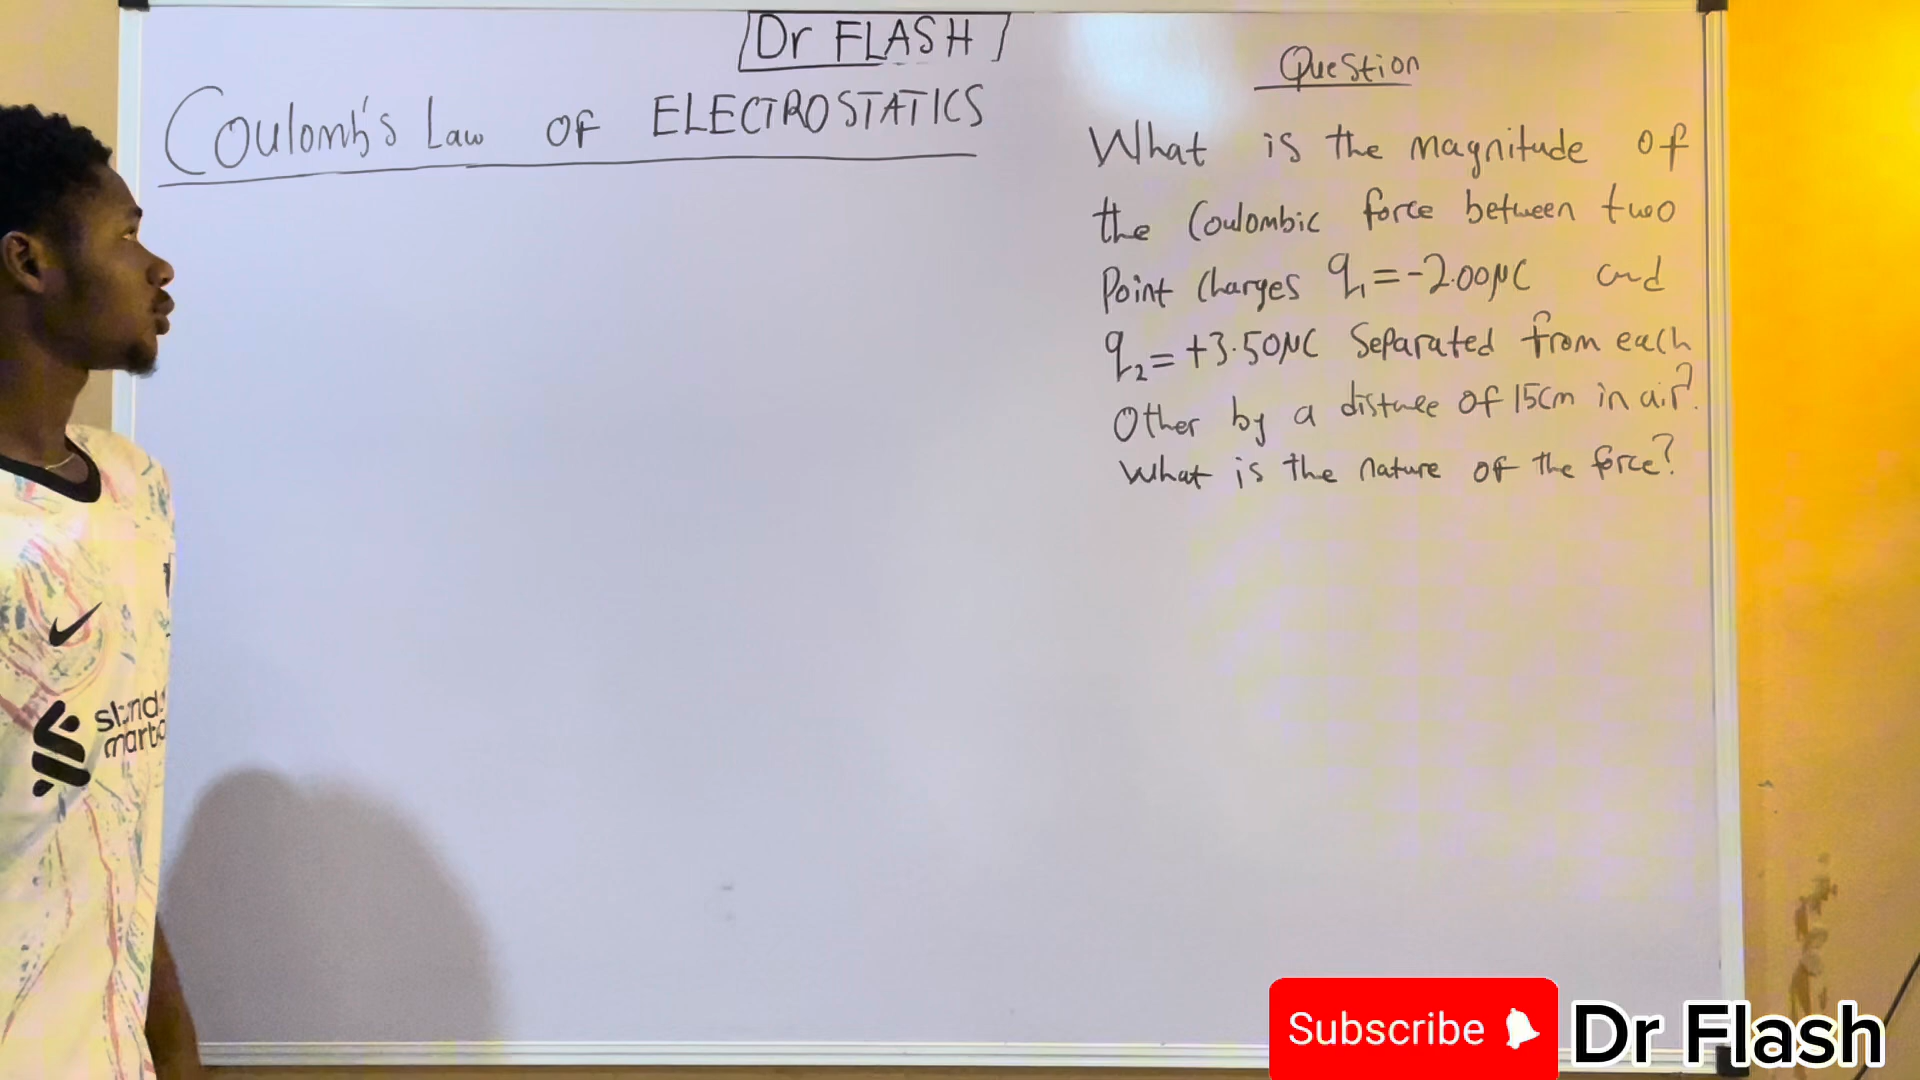 Dr FLASH
Coulomb's Law OF ELECTROSTATICS
Question
What is the magnitude of
the Coulombic force between two
Point Charges q₁ = -2.00μC and
q₂ = +3.50μC Separated from each
Other by a distance of 15cm in air?
What is the nature of the force?
Subscribe
Dr Flash